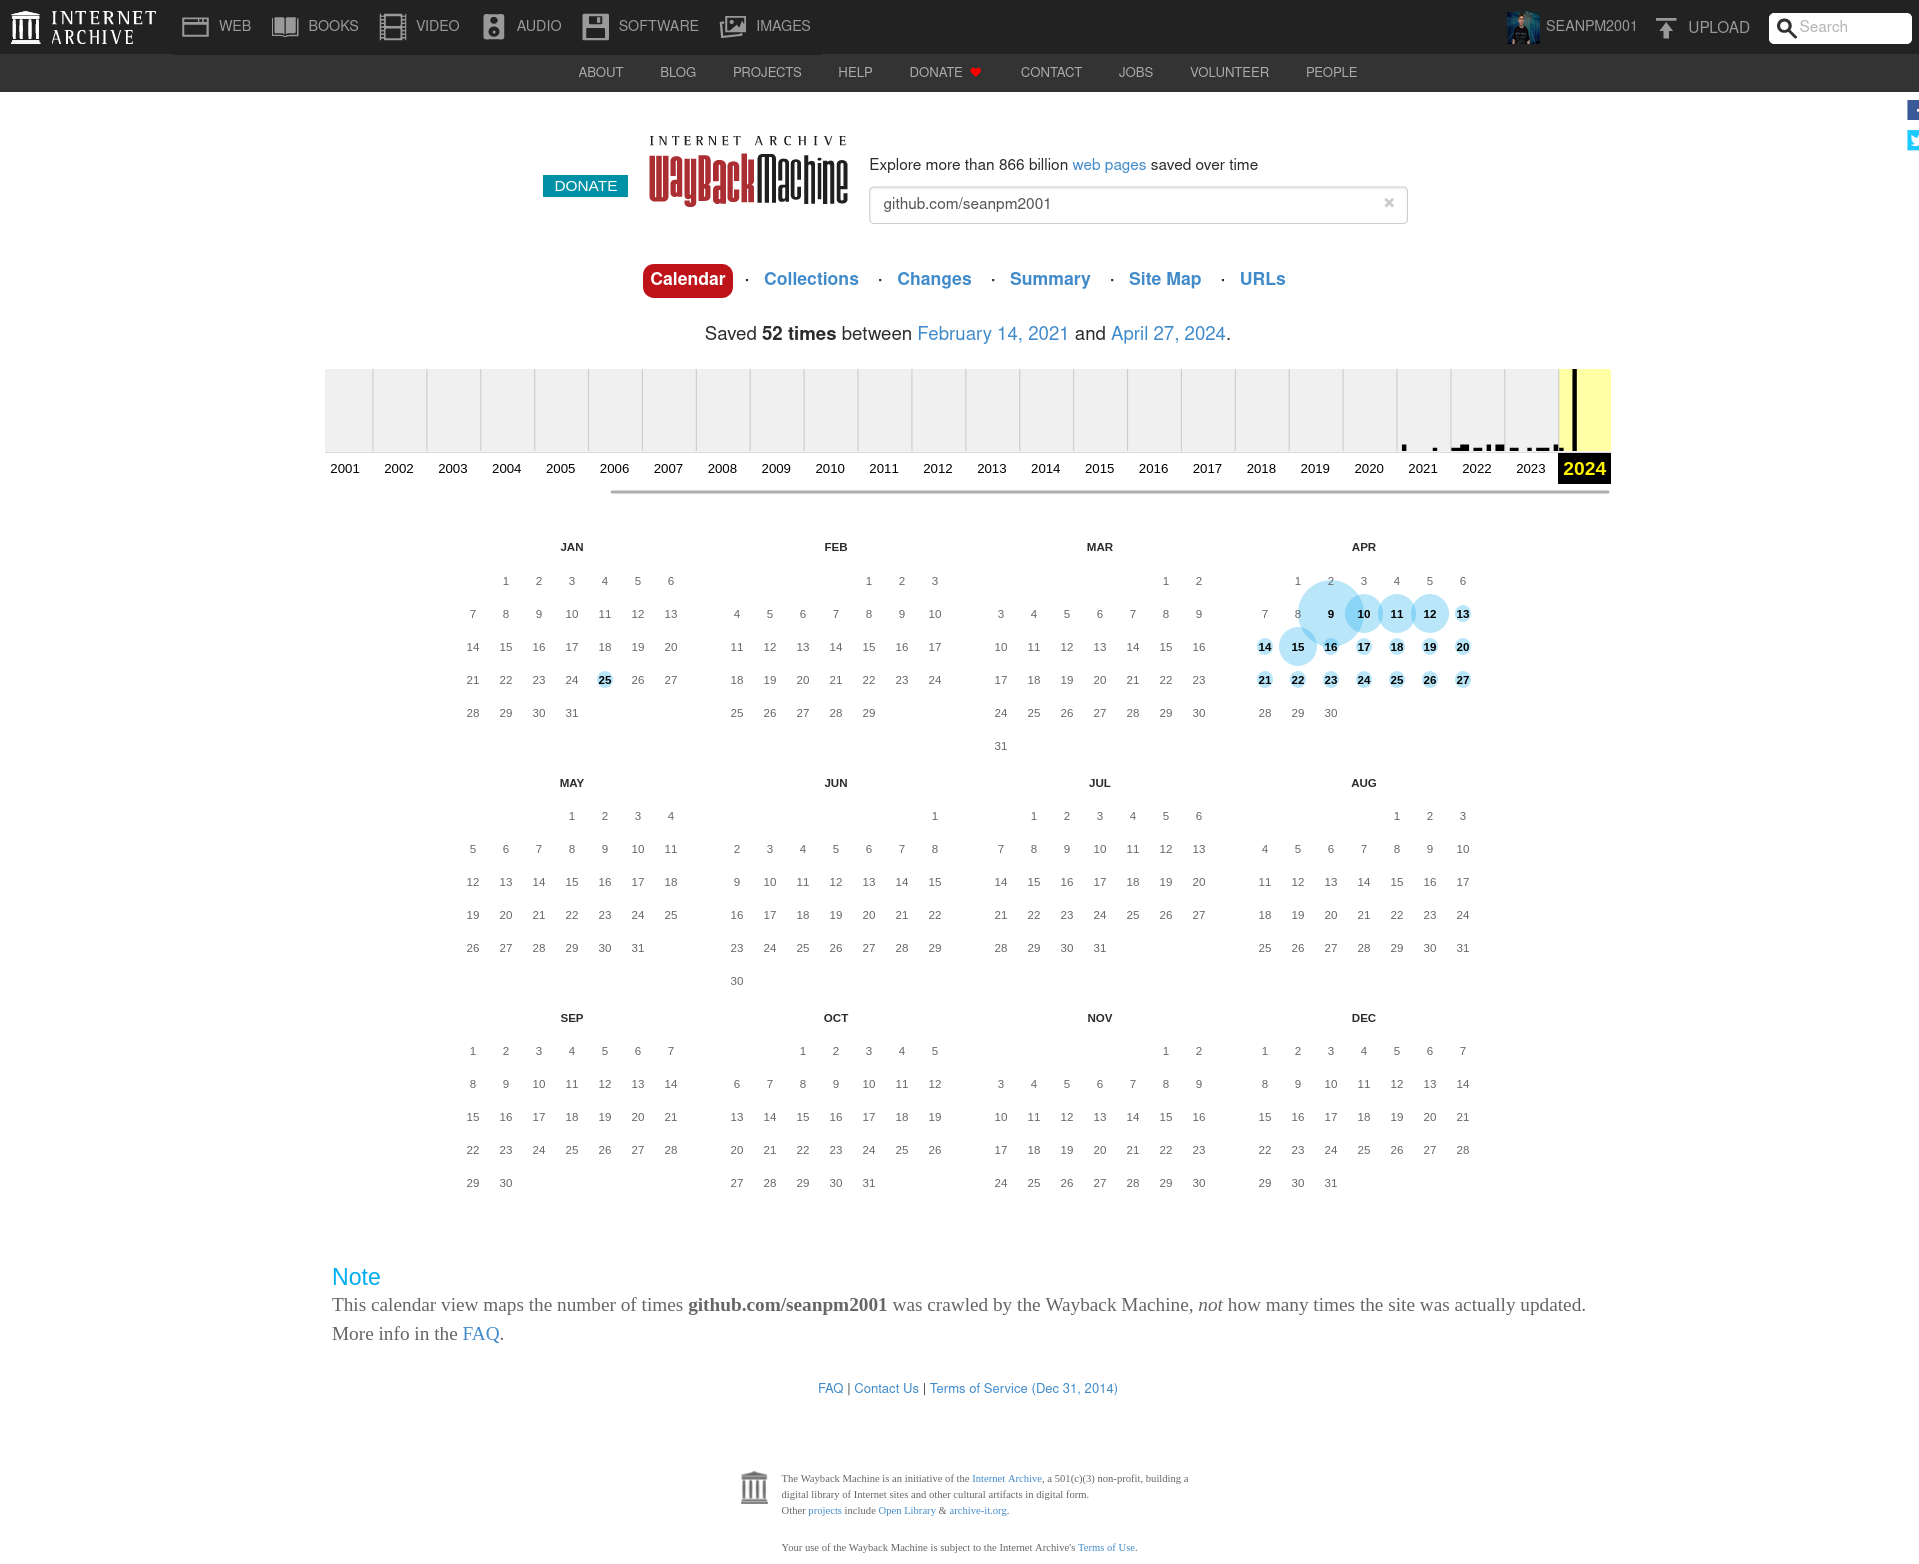 INTERNET ARCHIVE
WEB BOOKS VIDEO AUDIO SOFTWARE IMAGES SEANPM2001 UPLOAD Search
ABOUT BLOG PROJECTS HELP DONATE CONTACT JOBS VOLUNTEER PEOPLE
INTERNET ARCHIVE
WayBackMachine
DONATE
Explore more than 866 billion web pages saved over time
github.com/seanpm2001 ×
Calendar · Collections · Changes · Summary · Site Map · URLs
Saved 52 times between February 14, 2021 and April 27, 2024.
2001 2002 2003 2004 2005 2006 2007 2008 2009 2010 2011 2012 2013 2014 2015 2016 2017 2018 2019 2020 2021 2022 2023 2024
JAN
1 2 3 4 5 6
7 8 9 10 11 12 13
14 15 16 17 18 19 20
21 22 23 24 25 26 27
28 29 30 31
FEB
1 2 3
4 5 6 7 8 9 10
11 12 13 14 15 16 17
18 19 20 21 22 23 24
25 26 27 28 29
MAR
1 2
3 4 5 6 7 8 9
10 11 12 13 14 15 16
17 18 19 20 21 22 23
24 25 26 27 28 29 30
31
APR
1 2 3 4 5 6
7 8 9 10 11 12 13
14 15 16 17 18 19 20
21 22 23 24 25 26 27
28 29 30
MAY
1 2 3 4
5 6 7 8 9 10 11
12 13 14 15 16 17 18
19 20 21 22 23 24 25
26 27 28 29 30 31
JUN
1
2 3 4 5 6 7 8
9 10 11 12 13 14 15
16 17 18 19 20 21 22
23 24 25 26 27 28 29
30
JUL
1 2 3 4 5 6
7 8 9 10 11 12 13
14 15 16 17 18 19 20
21 22 23 24 25 26 27
28 29 30 31
AUG
1 2 3
4 5 6 7 8 9 10
11 12 13 14 15 16 17
18 19 20 21 22 23 24
25 26 27 28 29 30 31
SEP
1 2 3 4 5 6 7
8 9 10 11 12 13 14
15 16 17 18 19 20 21
22 23 24 25 26 27 28
29 30
OCT
1 2 3 4 5
6 7 8 9 10 11 12
13 14 15 16 17 18 19
20 21 22 23 24 25 26
27 28 29 30 31
NOV
1 2
3 4 5 6 7 8 9
10 11 12 13 14 15 16
17 18 19 20 21 22 23
24 25 26 27 28 29 30
DEC
1 2 3 4 5 6 7
8 9 10 11 12 13 14
15 16 17 18 19 20 21
22 23 24 25 26 27 28
29 30 31
Note
This calendar view maps the number of times github.com/seanpm2001 was crawled by the Wayback Machine, not how many times the site was actually updated.
More info in the FAQ.
FAQ | Contact Us | Terms of Service (Dec 31, 2014)
The Wayback Machine is an initiative of the Internet Archive, a 501(c)(3) non-profit, building a
digital library of Internet sites and other cultural artifacts in digital form.
Other projects include Open Library & archive-it.org.
Your use of the Wayback Machine is subject to the Internet Archive's Terms of Use.